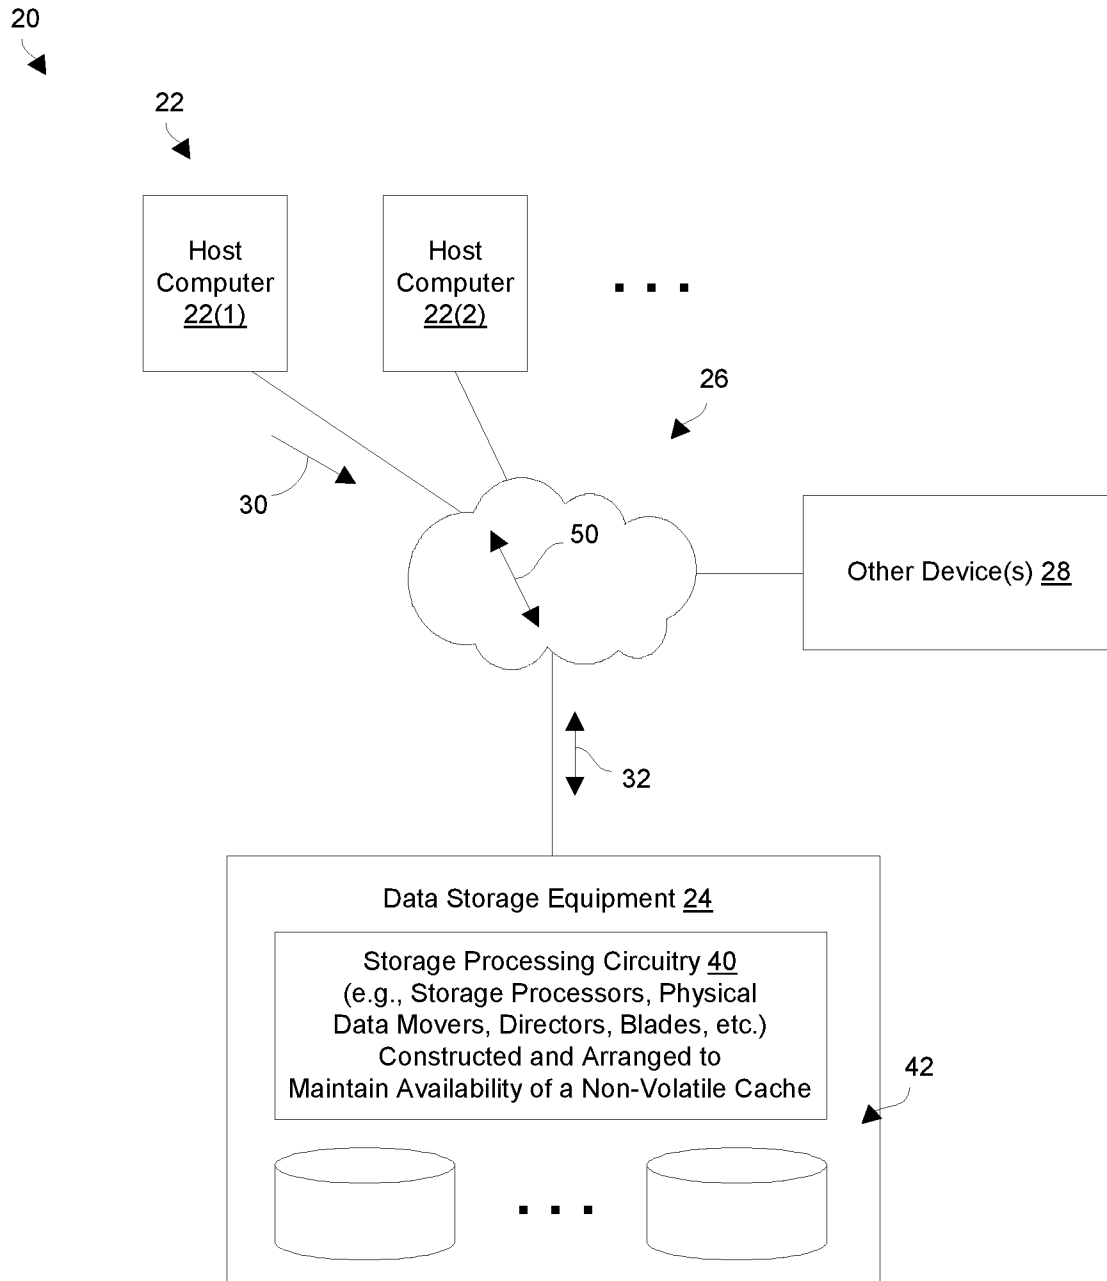 20
22
Host
Computer
22(1)
Host
Computer
22(2)
. . .
26
30
50
Other Device(s) 28
32
Data Storage Equipment 24
Storage Processing Circuitry 40
(e.g., Storage Processors, Physical
Data Movers, Directors, Blades, etc.)
Constructed and Arranged to
Maintain Availability of a Non-Volatile Cache
42
. . .